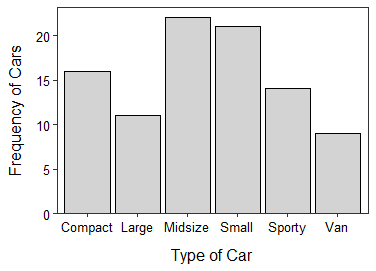 Frequency of Cars
20
15
10
5
0
Compact Large Midsize Small Sporty Van
Type of Car